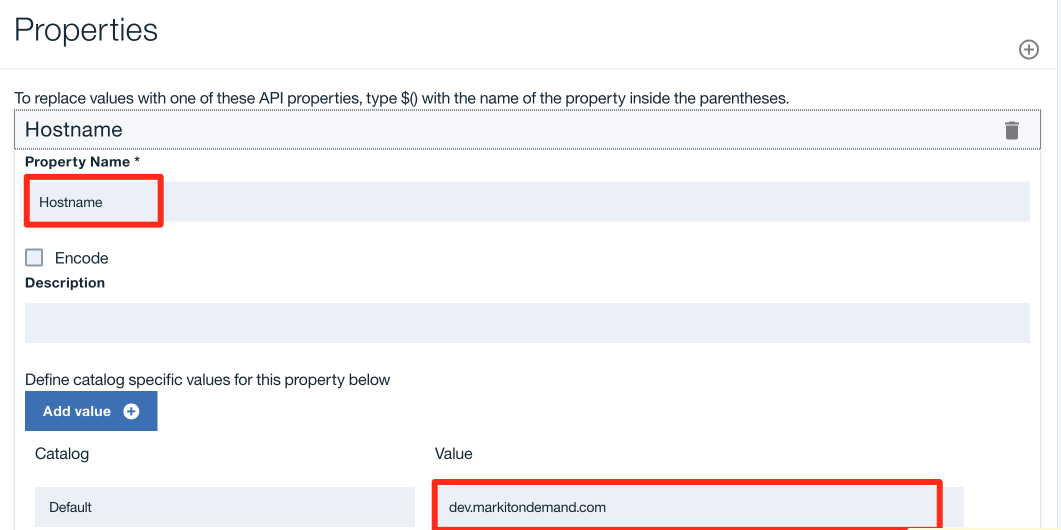 Properties
To replace values with one of these API properties, type $() with the name of the property inside the parentheses.
Hostname
Property Name *
Hostname
Encode
Description
Define catalog specific values for this property below
Add value
Catalog Value
Default dev.markitondemand.com